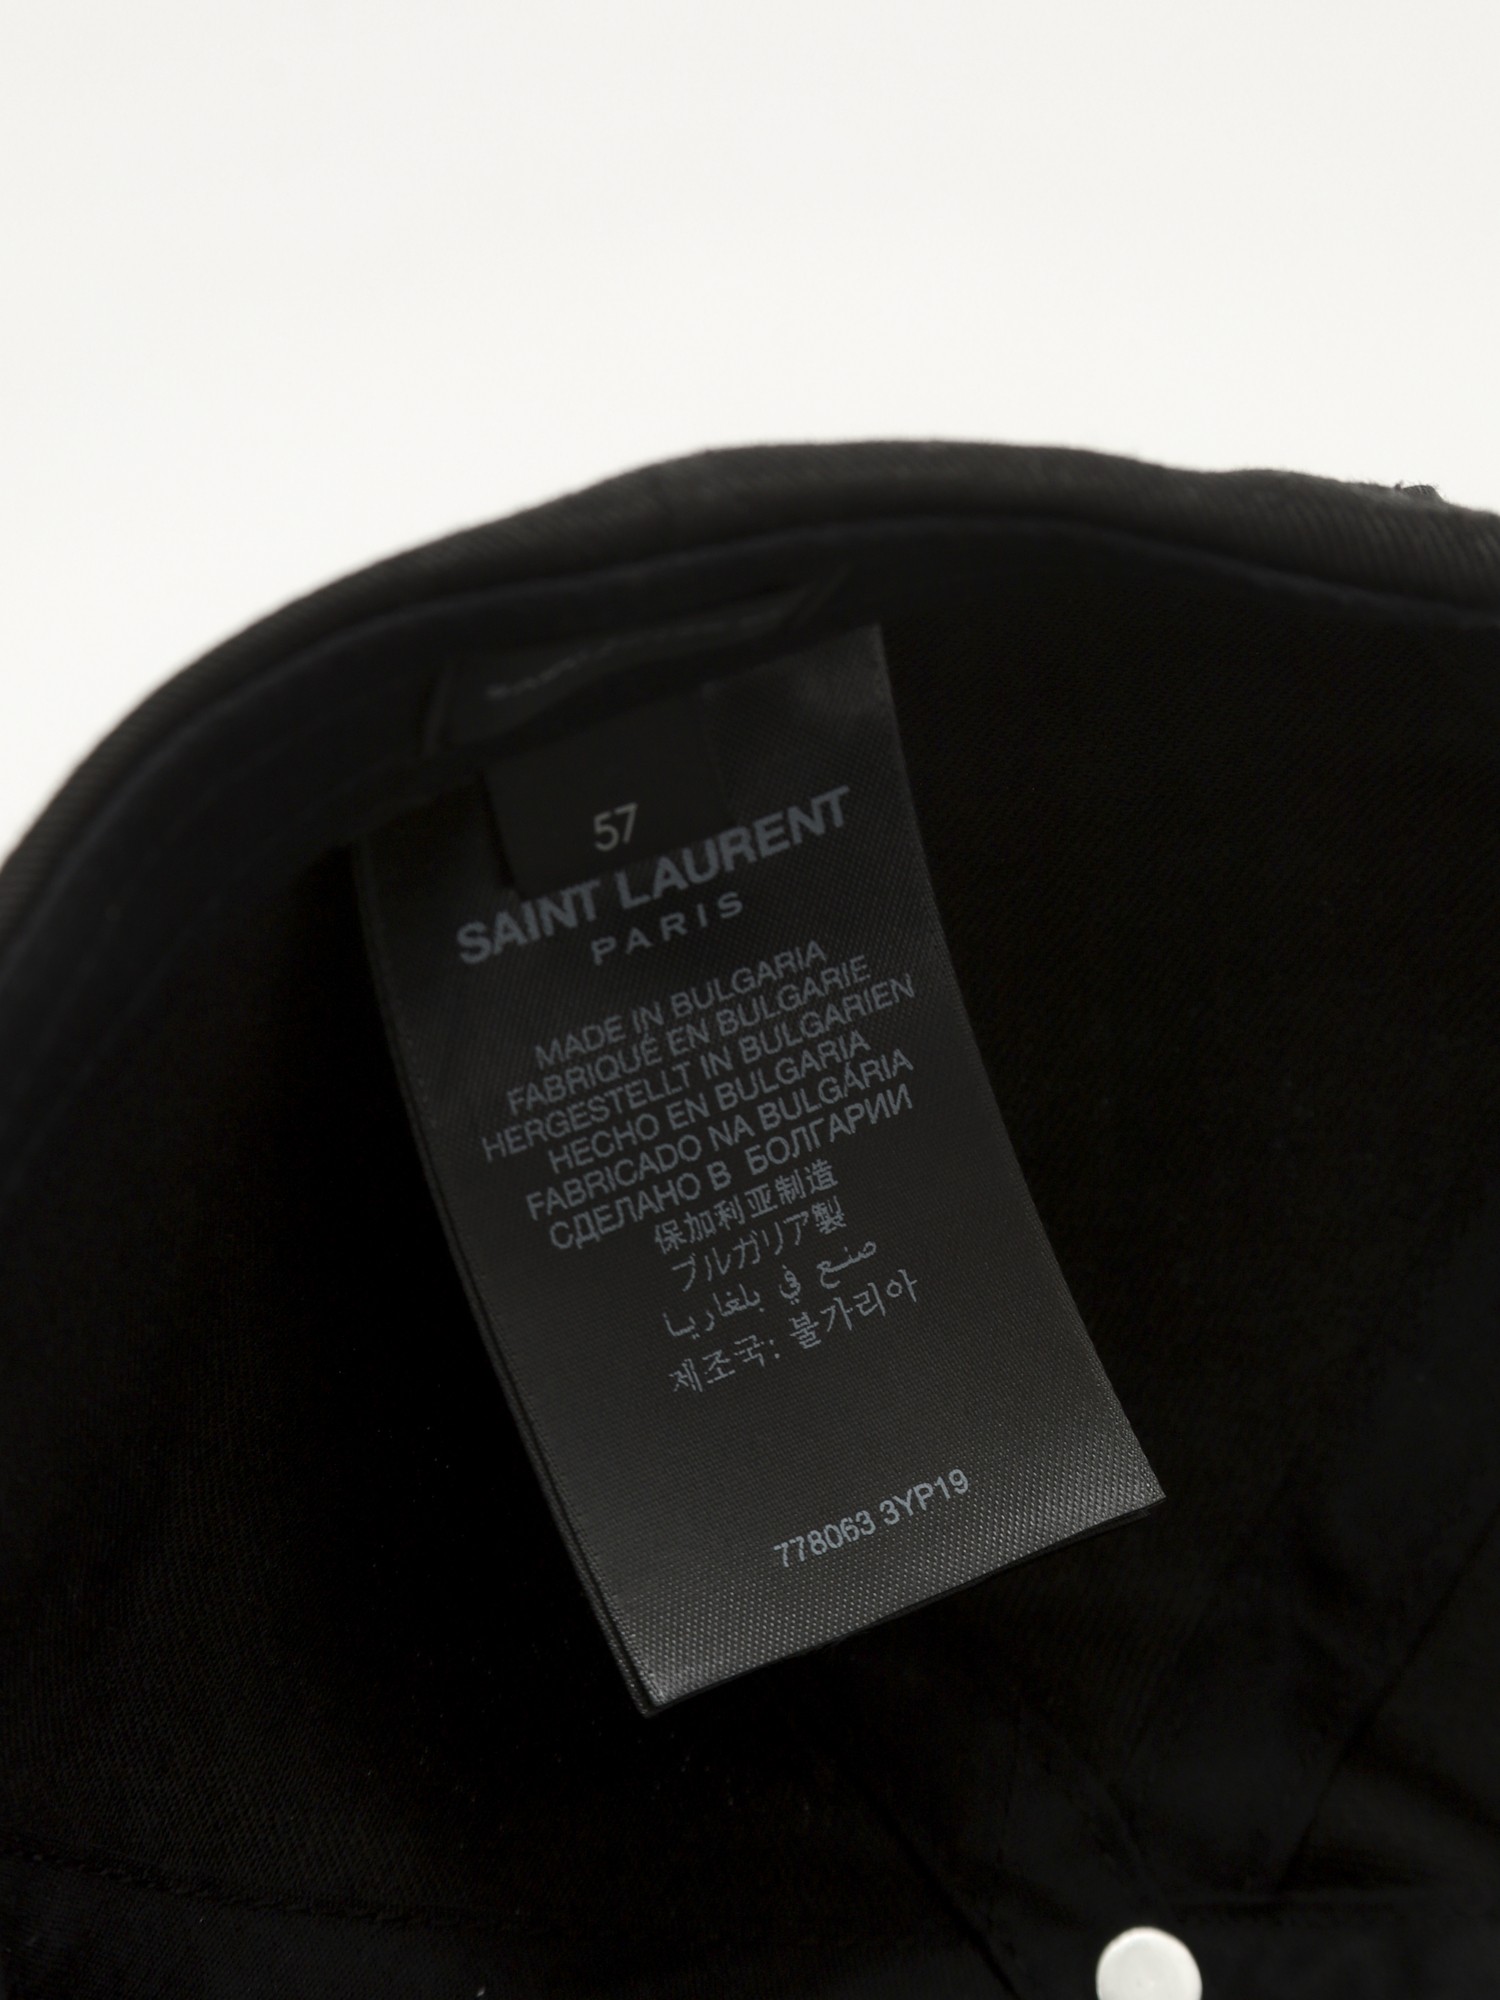 57
SAINT LAURENT
PARIS
MADE IN BULGARIA
FABRIQUÉ EN BULGARIE
HERGESTELLT IN BULGARIEN
HECHO EN BULGARIA
FABRICADO NA BULGÁRIA
СДЕЛАНО В БОЛГАРИИ
保加利亚制造
ブルガリア製
صنع في بلغاريا
제조국: 불가리아
778063 3YP19